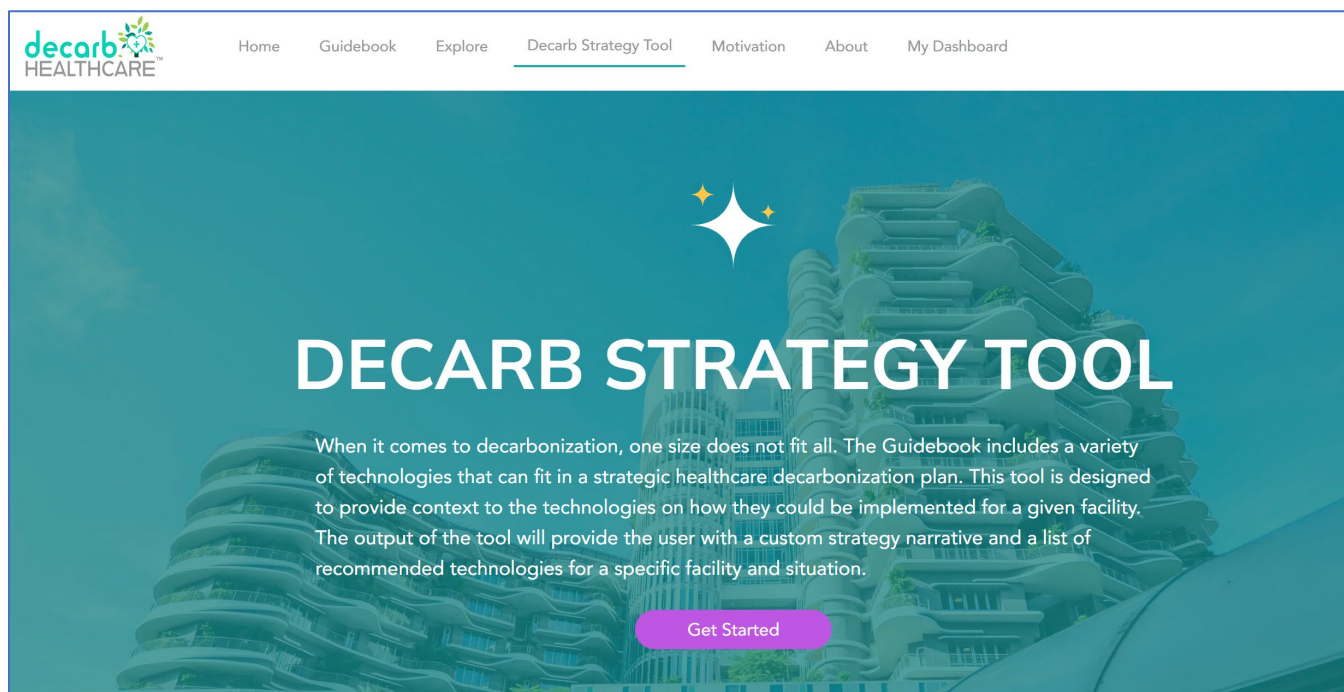 decarb
HEALTHCARE™
Home Guidebook Explore Decarb Strategy Tool Motivation About My Dashboard
DECARB STRATEGY TOOL
When it comes to decarbonization, one size does not fit all. The Guidebook includes a variety
of technologies that can fit in a strategic healthcare decarbonization plan. This tool is designed
to provide context to the technologies on how they could be implemented for a given facility.
The output of the tool will provide the user with a custom strategy narrative and a list of
recommended technologies for a specific facility and situation.
Get Started